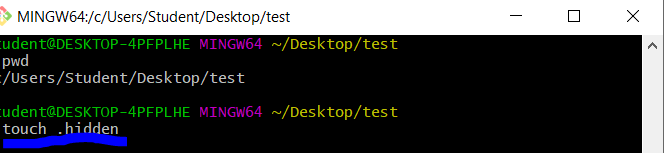 MINGW64:/c/Users/Student/Desktop/test
tudent@DESKTOP-4PFPLHE MINGW64 ~/Desktop/test
pwd
c/Users/Student/Desktop/test
tudent@DESKTOP-4PFPLHE MINGW64 ~/Desktop/test
touch .hidden